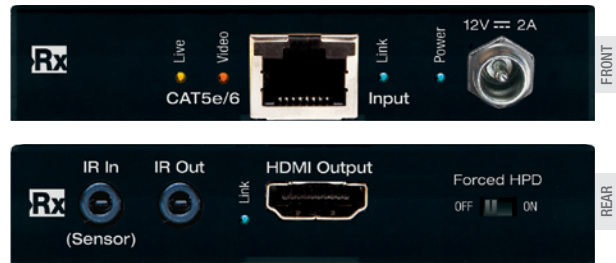 12V ⎓ 2A
Live Video Link Power
Rx
CAT5e/6 Input
FRONT
IR In IR Out HDMI Output
Link
Forced HPD
Rx
OFF ON
(Sensor)
REAR